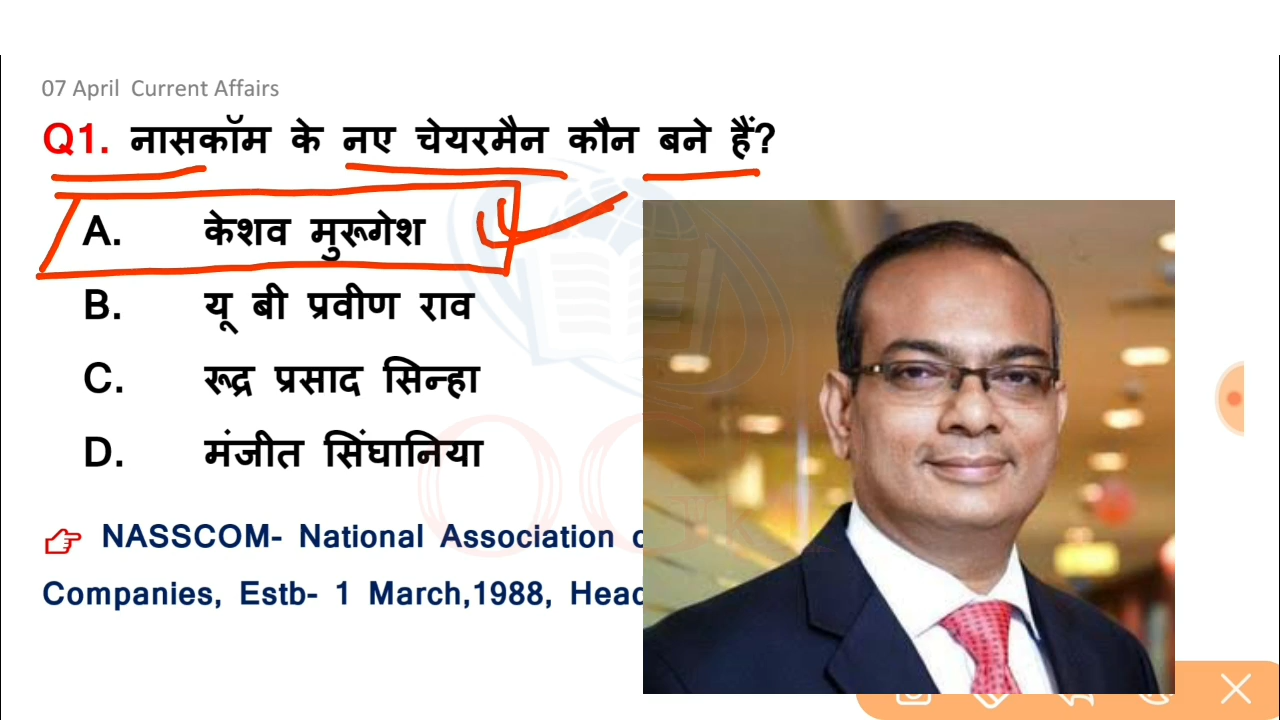 07 April Current Affairs
Q1. नासकॉम के नए चेयरमैन कौन बने हैं?
A. केशव मुरूगेश
B. यू बी प्रवीण राव
C. रूद्र प्रसाद सिन्हा
D. मंजीत सिंघानिया
NASSCOM- National Association
Companies, Estb- 1 March,1988,